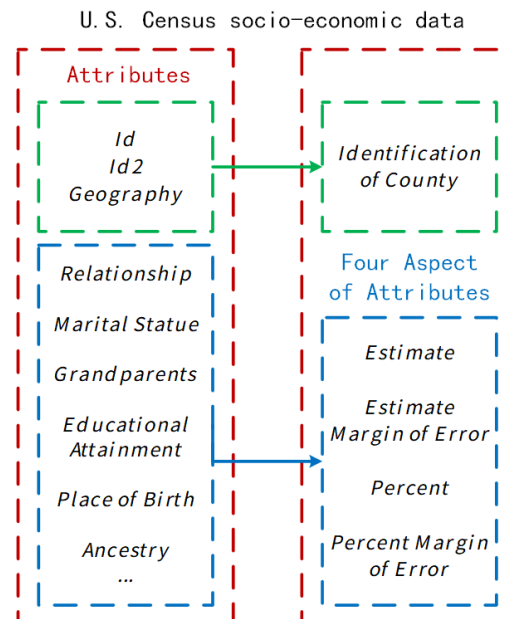 U.S. Census socio-economic data
Attributes
Id
Id2
Geography
Identification
of County
Relationship
Marital Statue
Grandparents
Educational
Attainment
Place of Birth
Ancestry
...
Four Aspect
of Attributes
Estimate
Estimate
Margin of Error
Percent
Percent Margin
of Error